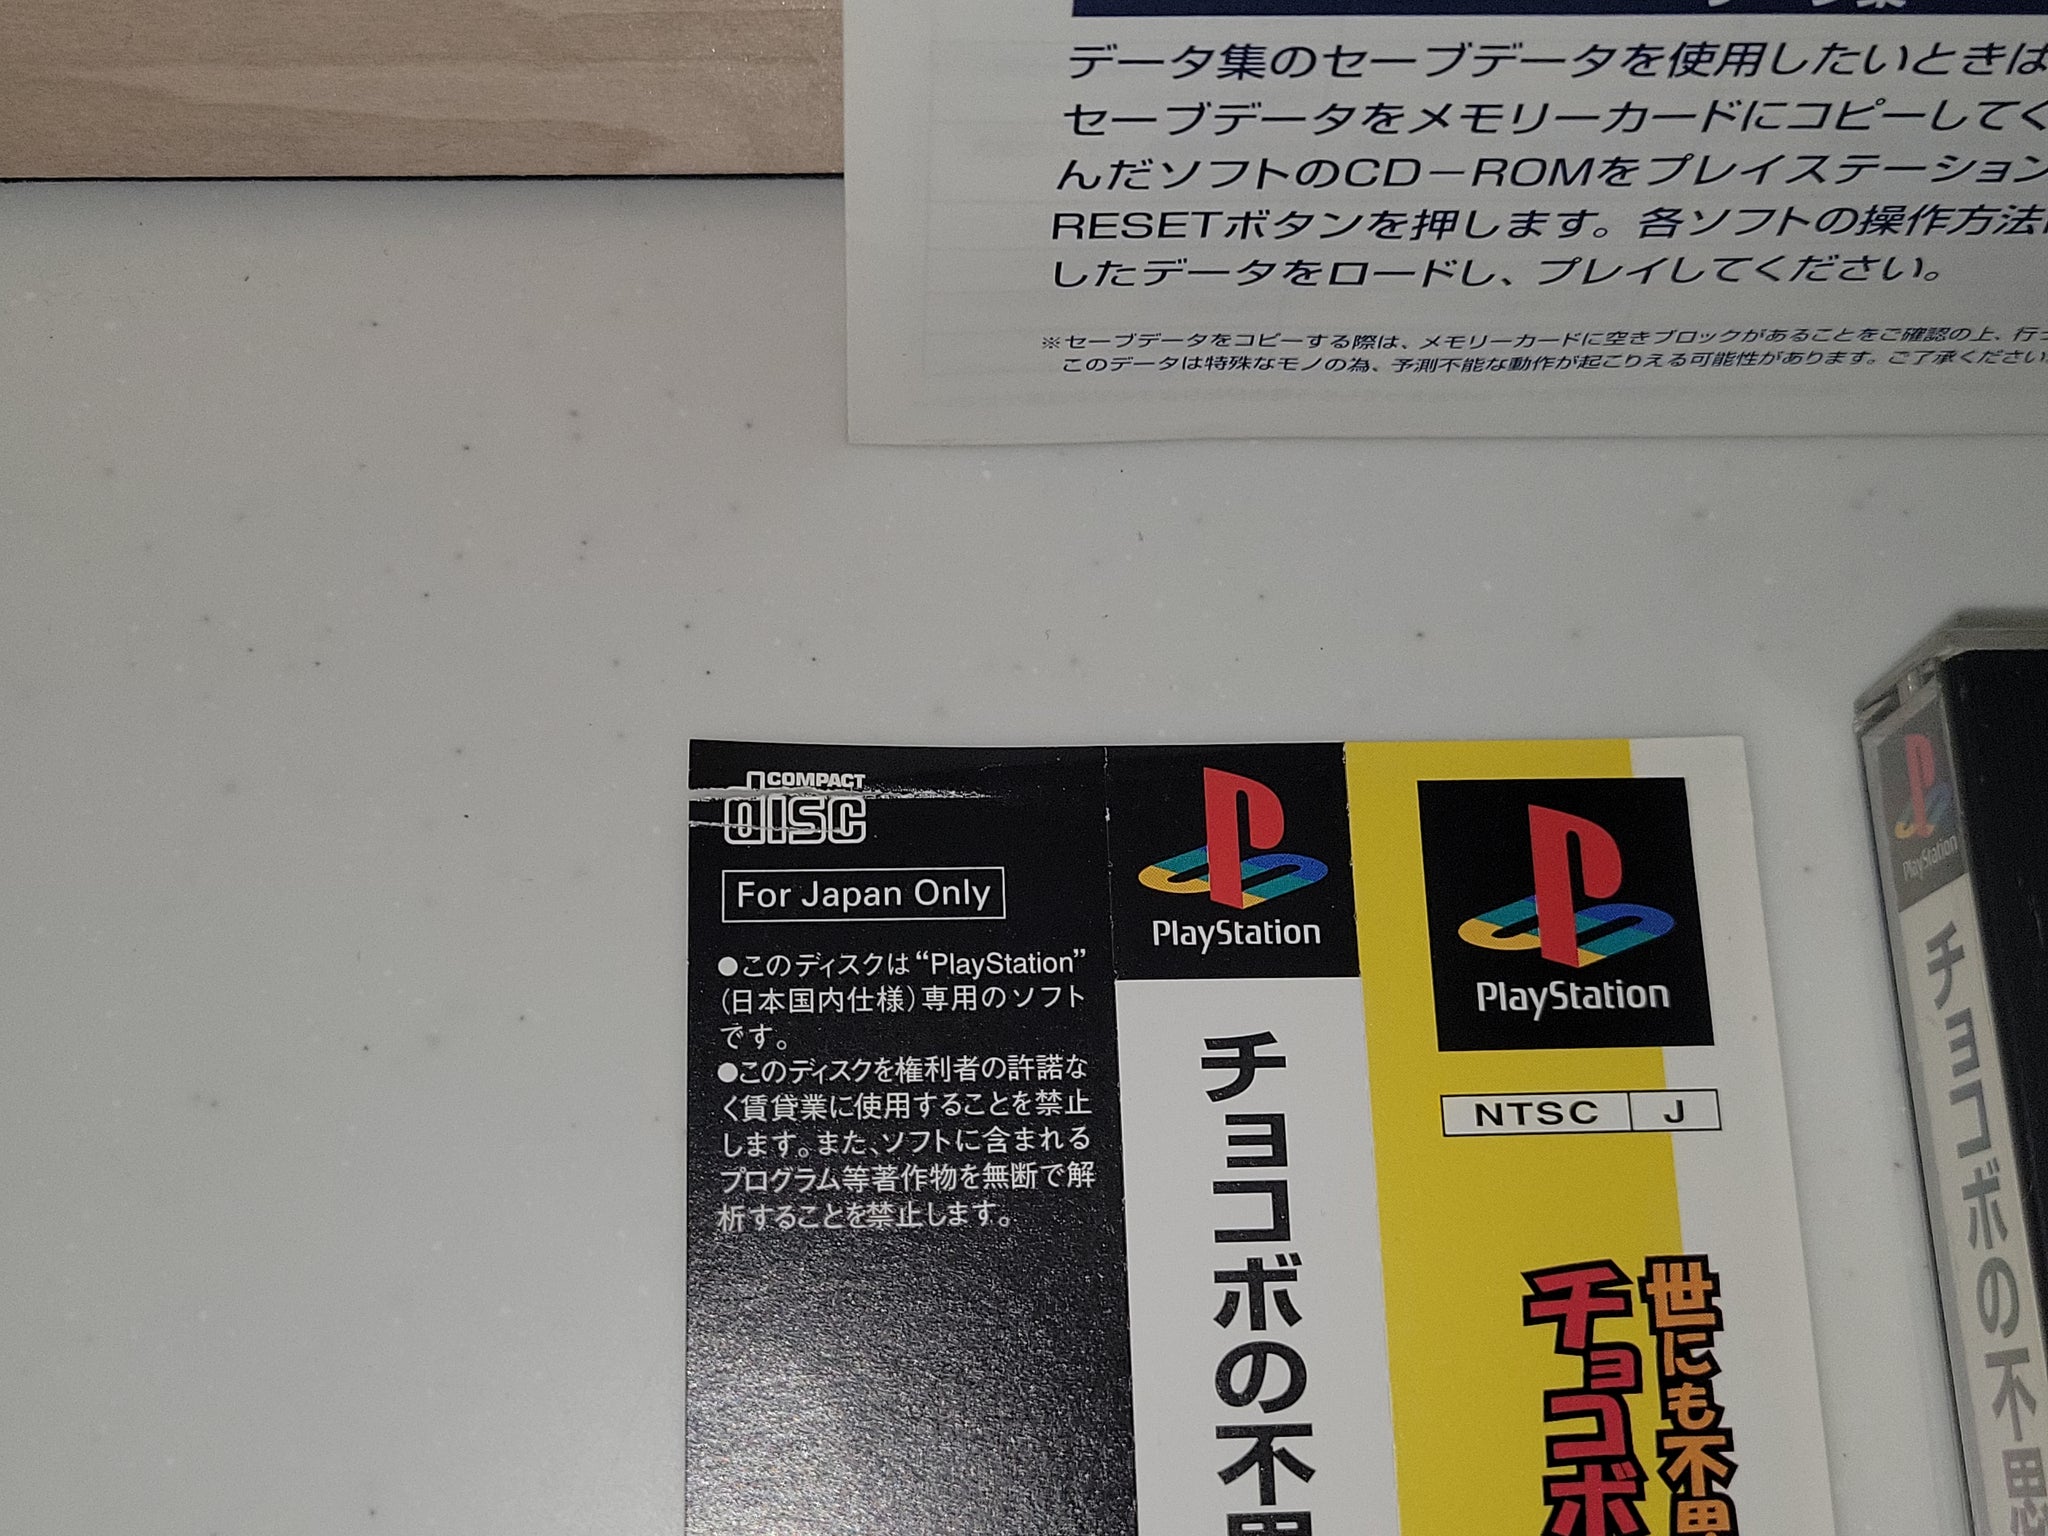 データ集のセーブデータを使用したいときは
セーブデータをメモリーカードにコピーしてく
んだソフトのCD－ROMをプレイステーション
RESETボタンを押します。各ソフトの操作方法
したデータをロードし、プレイしてください。
※セーブデータをコピーする際は、メモリーカードに空きブロックがあることをご確認の上、行っ
このデータは特殊なモノの為、予測不能な動作が起こりえる可能性があります。ご了承ください
COMPACT
disc
For Japan Only
●このディスクは“PlayStation”
(日本国内仕様)専用のソフト
です。
●このディスクを権利者の許諾な
く賃貸業に使用することを禁止
します。また、ソフトに含まれる
プログラム等著作物を無断で解
析することを禁止します。
PlayStation
チョコボの不思
PlayStation
NTSC J
世にも不思
チョコボ
PlayStation
チョコボの不思